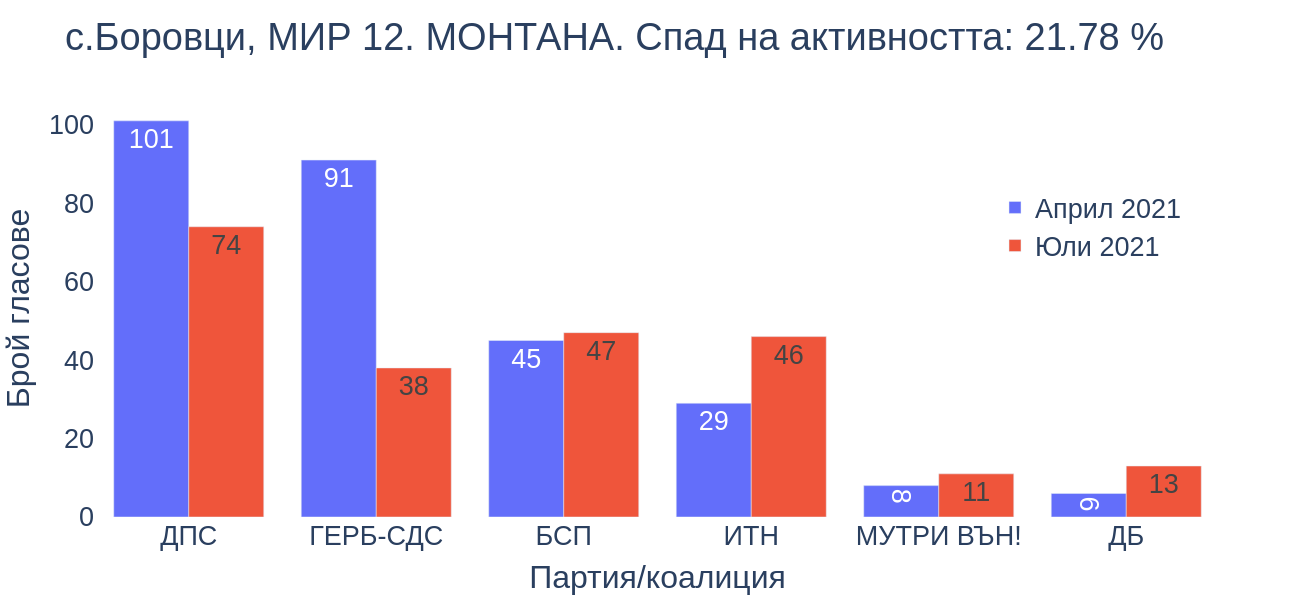 с.Боровци, МИР 12. МОНТАНА. Спад на активността: 21.78 %
Брой гласове
100
80
60
40
20
0
101
74
91
38
45
47
29
46
8
11
6
13
Април 2021
Юли 2021
ДПС
ГЕРБ-СДС
БСП
ИТН
МУТРИ ВЪН!
ДБ
Партия/коалиция